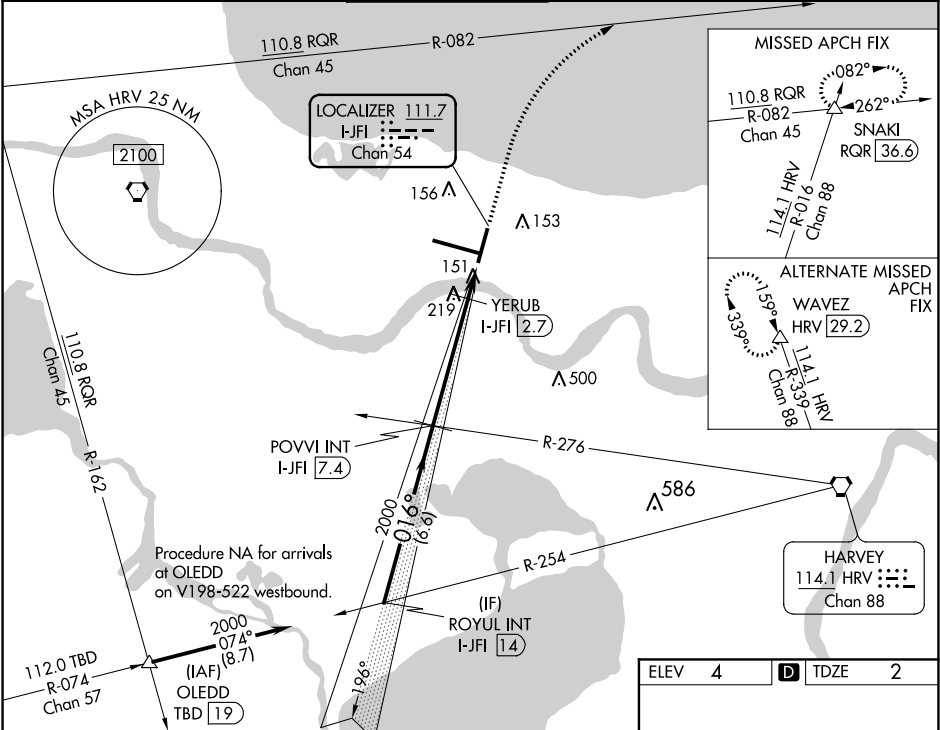 110.8 RQR
Chan 45
R-082
MSA HRV 25 NM
2100
LOCALIZER 111.7
I-JFI
Chan 54
156
153
151
219
YERUB
I-JFI 2.7
500
POVVI INT
I-JFI 7.4
R-276
586
110.8 RQR
Chan 45
R-162
2000
016°
(6.6)
R-254
HARVEY
114.1 HRV
Chan 88
Procedure NA for arrivals
at OLEDD
on V198-522 westbound.
(IF)
ROYUL INT
I-JFI 14
196°
2000
074°
(8.7)
112.0 TBD
R-074
Chan 57
(IAF)
OLEDD
TBD 19
MISSED APCH FIX
082°
262°
110.8 RQR
R-082
Chan 45
SNAKI
RQR 36.6
114.1 HRV
R-016
Chan 88
ALTERNATE MISSED
APCH
FIX
159°
339°
WAVEZ
HRV 29.2
114.1 HRV
R-339
Chan 88
ELEV 4 D TDZE 2